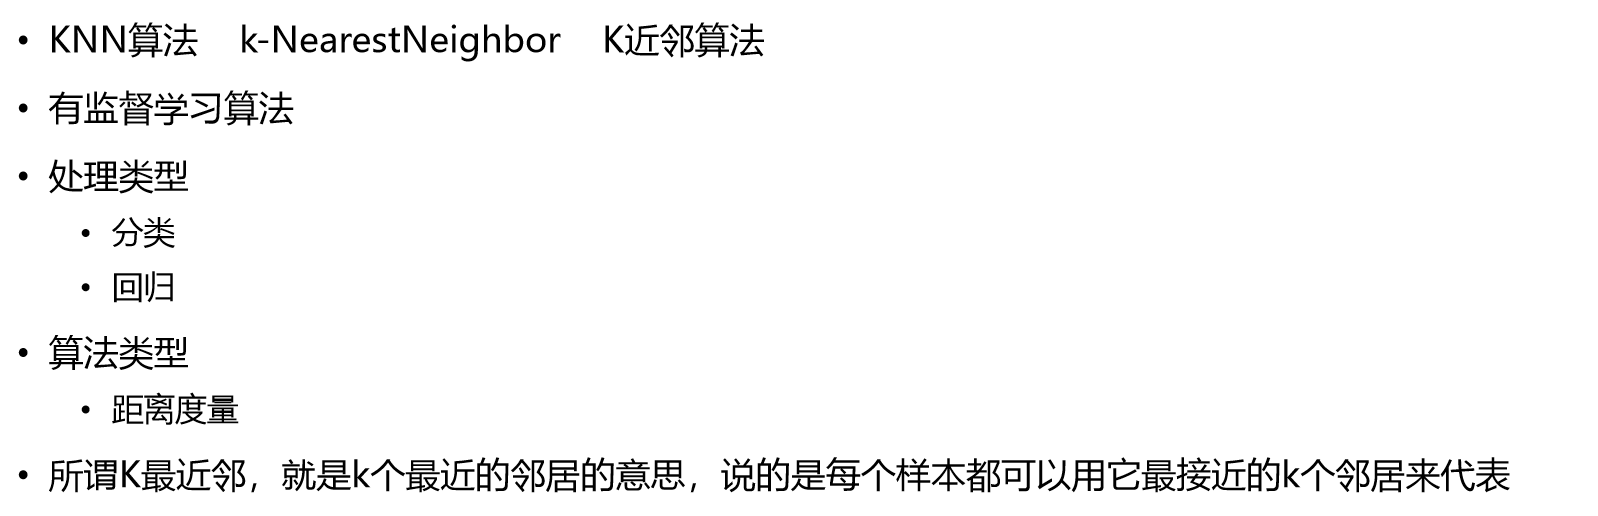 • KNN算法 k-NearestNeighbor K近邻算法
• 有监督学习算法
• 处理类型
• 分类
• 回归
• 算法类型
• 距离度量
• 所谓K最近邻，就是k个最近的邻居的意思，说的是每个样本都可以用它最接近的k个邻居来代表